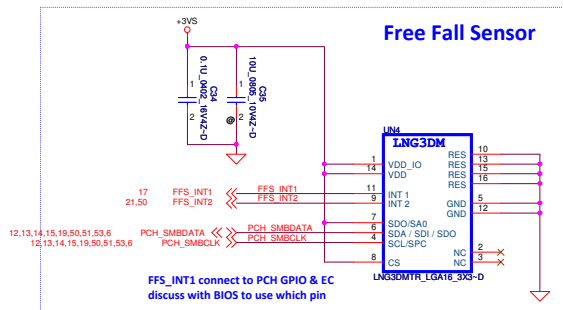 +3VS
Free Fall Sensor
1
2
C34
0.1U_0402_16V4Z~D
1
2
@
C35
10U_0805_10V4Z~D
UN4
LNG3DM
1 VDD_IO
14 VDD
RES 10
RES 13
RES 15
RES 16
17 FFS_INT1 FFS_INT1 11 INT 1
21,50 FFS_INT2 FFS_INT2 9 INT 2
GND 5
GND 12
7 SDO/SA0
12,13,14,15,19,50,51,53,6 PCH_SMBDATA PCH_SMBDATA 6 SDA / SDI / SDO
12,13,14,15,19,50,51,53,6 PCH_SMBCLK PCH_SMBCLK 4 SCL/SPC
8 CS
NC 2
NC 3
LNG3DMTR_LGA16_3X3~D
FFS_INT1 connect to PCH GPIO & EC
discuss with BIOS to use which pin